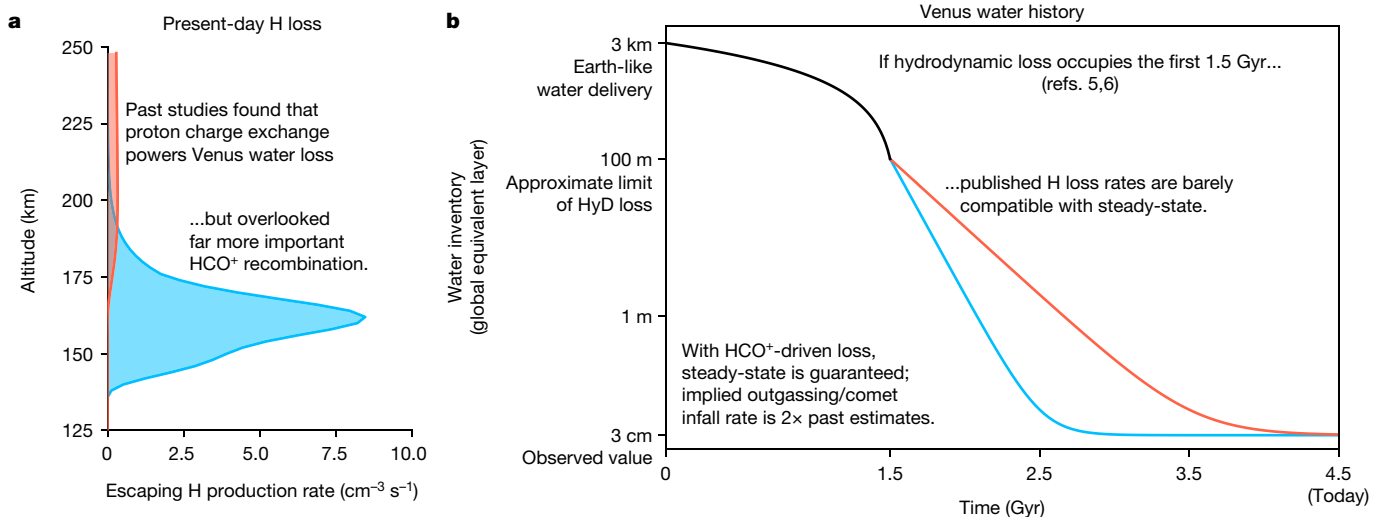 a
Present-day H loss
250
225
200
175
150
125
Altitude (km)
Past studies found that
proton charge exchange
powers Venus water loss
...but overlooked
far more important
HCO⁺ recombination.
0
2.5
5.0
7.5
10.0
Escaping H production rate (cm⁻³ s⁻¹)
b
Venus water history
Water inventory
(global equivalent layer)
3 km
Earth-like
water delivery
100 m
Approximate limit
of HyD loss
1 m
3 cm
Observed value
If hydrodynamic loss occupies the first 1.5 Gyr...
(refs. 5,6)
...published H loss rates are barely
compatible with steady-state.
With HCO⁺-driven loss,
steady-state is guaranteed;
implied outgassing/comet
infall rate is 2× past estimates.
0
1.5
2.5
3.5
4.5
(Today)
Time (Gyr)